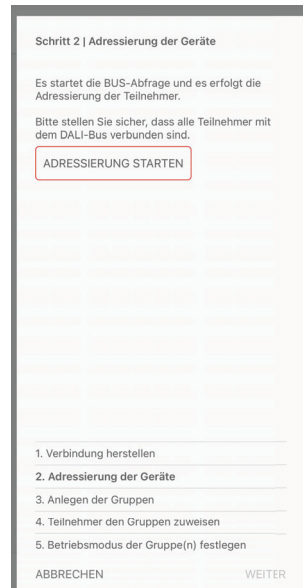 Schritt 2 | Adressierung der Geräte
Es startet die BUS-Abfrage und es erfolgt die
Adressierung der Teilnehmer.
Bitte stellen Sie sicher, dass alle Teilnehmer mit
dem DALI-Bus verbunden sind.
ADRESSIERUNG STARTEN
1. Verbindung herstellen
2. Adressierung der Geräte
3. Anlegen der Gruppen
4. Teilnehmer den Gruppen zuweisen
5. Betriebsmodus der Gruppe(n) festlegen
ABBRECHEN WEITER